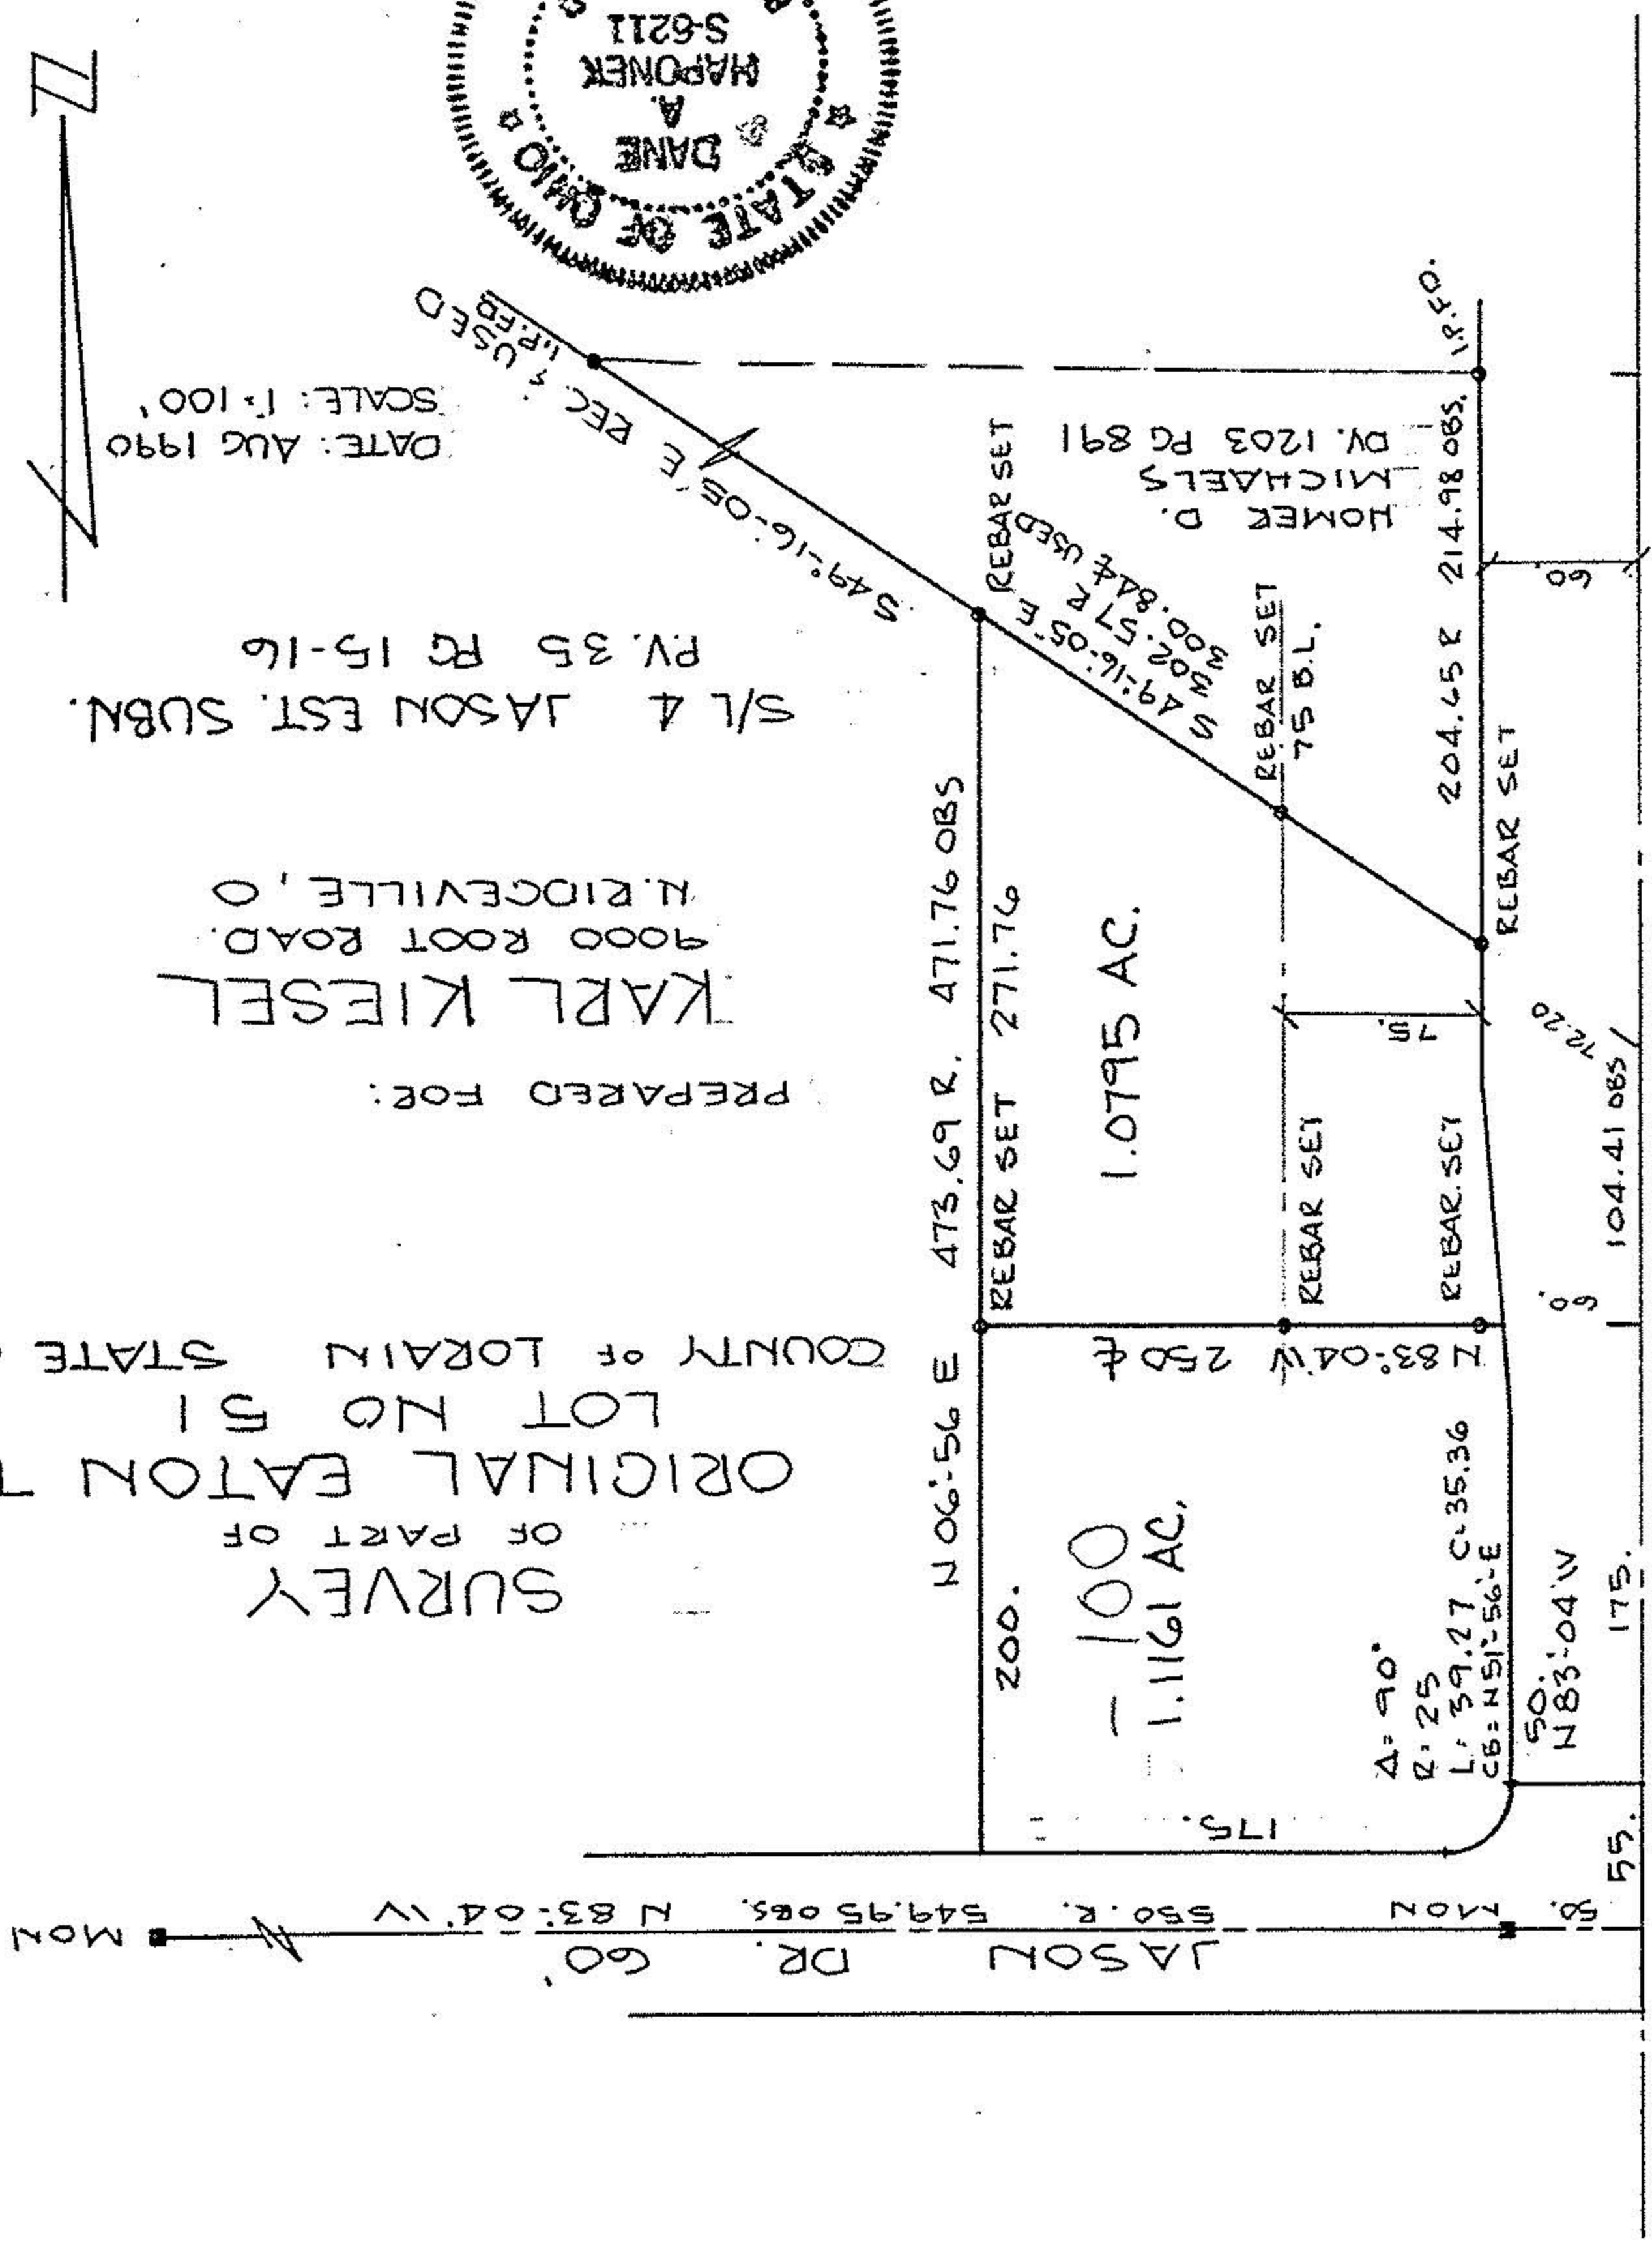 SURVEY
OF PART OF
ORIGINAL EATON T
LOT NO 51
COUNTY OF LORAIN STATE
PREPARED FOR:
KARL KIESEL
9000 ROOT ROAD.
N. RIDGEVILLE, O
S/L 4 JASON EST. SUBN.
P.V. 35 PG 15-16
DATE: AUG 1990
SCALE: 1"=100'
STATE OF OHIO
DANE
A.
HAPONEK
S-6211
MON
JASON DR. 60'
550. R. 549.95 OBS. N 83°-04' W
MON
50.
55.
175.
200.
- 100
1.1161 AC.
Δ= 90°
R= 25
L= 39.27 C= 35.36
CB= N 51°-56'-E
50.
N 83°-04' W
175.
N 06°-56 E 473.69 R. 471.76 OBS
REBAR SET 271.76
N 83°-04' W 250 ¢
1.0795 AC.
REBAR SET
REBAR SET
60.
104.41 OBS
72.20
75.
REBAR SET
75 B.L.
S 49°-16'-05" E
302.57 R
300.84 ¢ USED
REBAR SET
S 49°-16'-05" E REC & USED
I.P. FD
HOMER D.
MICHAELS
DV. 1203 PG 891
204.65 R 214.98 OBS.
REBAR SET
I.P. FD.
60.
Z